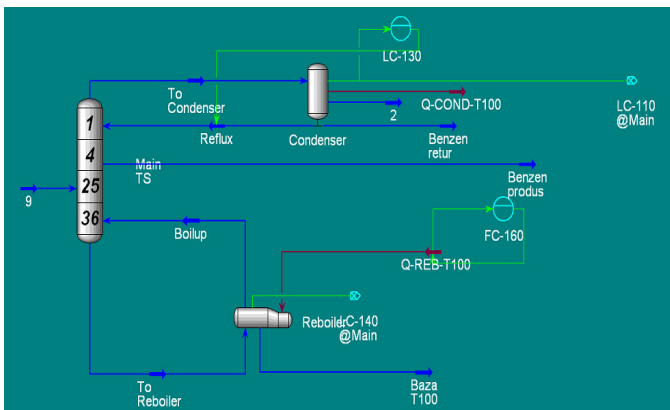 LC-130
To
Condenser
Q-COND-T100
LC-110
@Main
2
1
Reflux
Condenser
Benzen
retur
4
Main
TS
Benzen
produs
25
9
36
Boilup
FC-160
Q-REB-T100
Reboiler
LC-140
@Main
To
Reboiler
Baza
T100